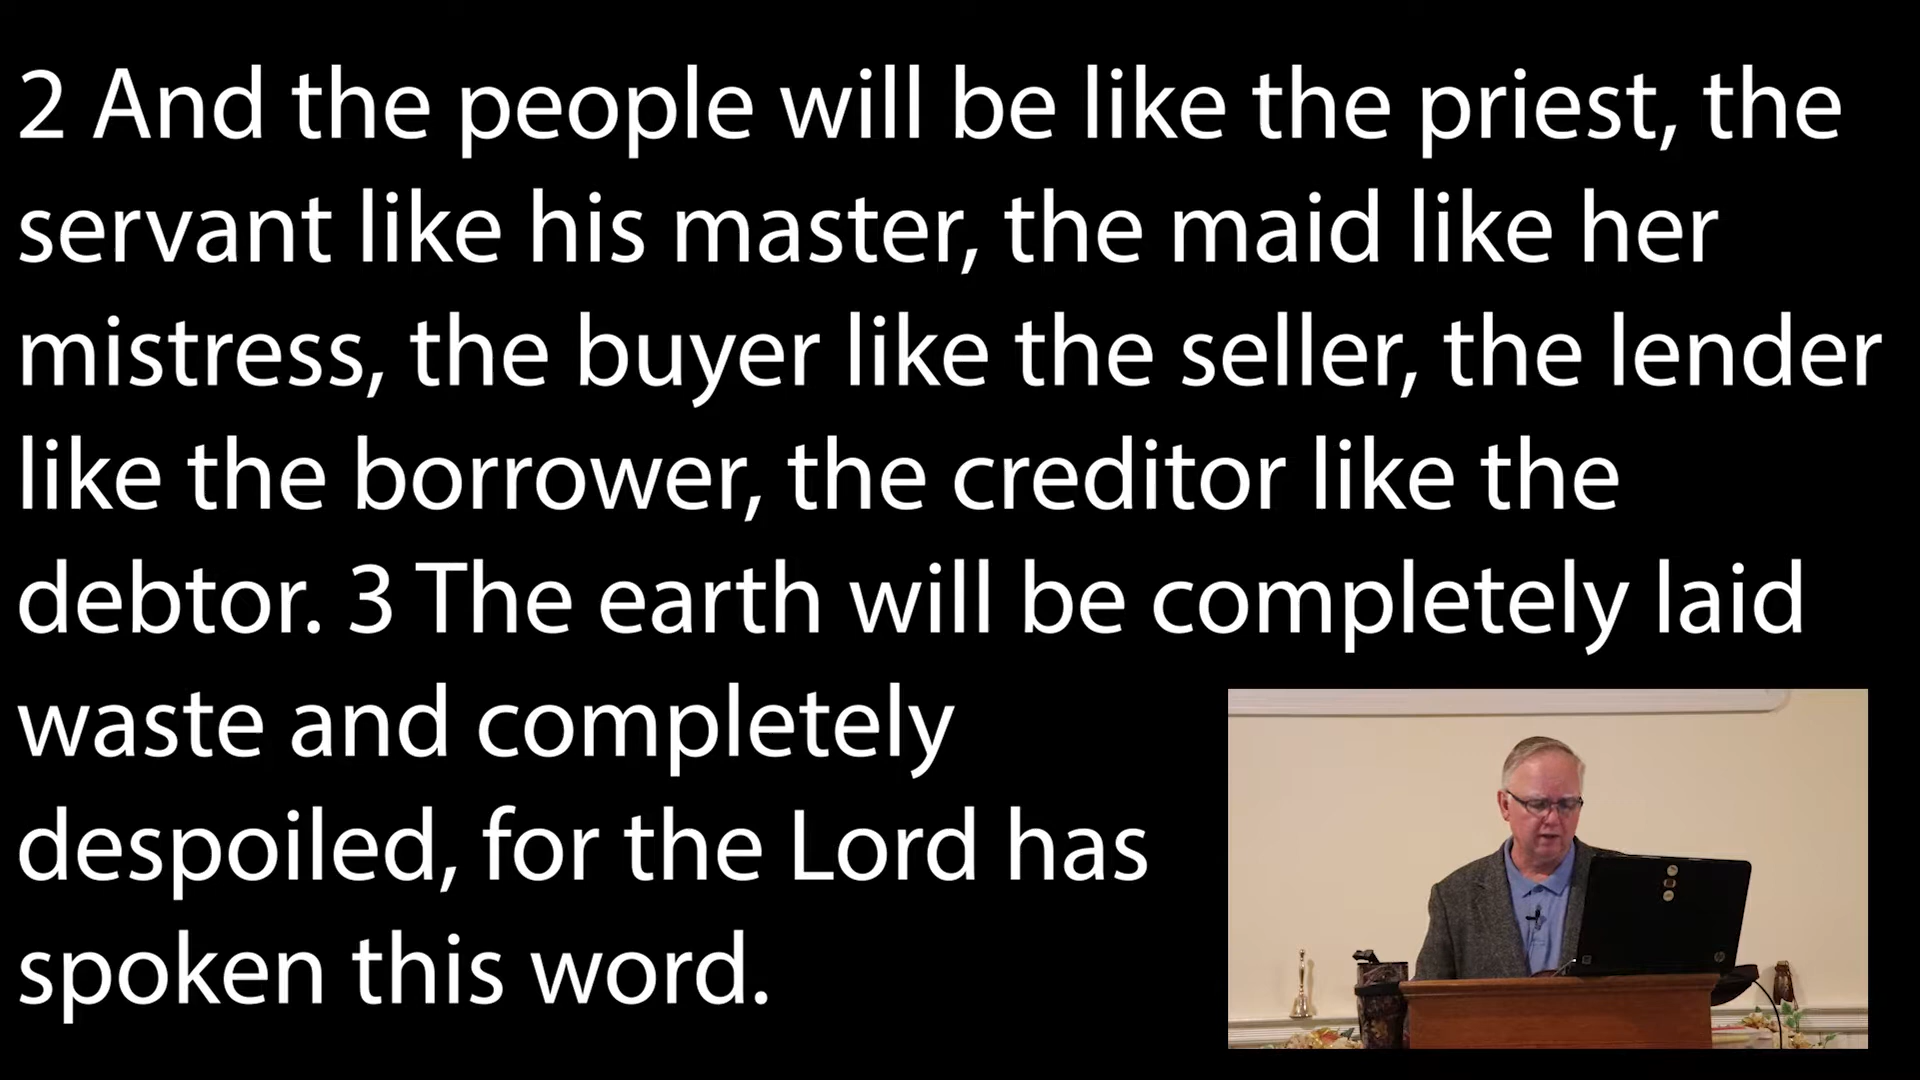 2 And the people will be like the priest, the
servant like his master, the maid like her
mistress, the buyer like the seller, the lender
like the borrower, the creditor like the
debtor. 3 The earth will be completely laid
waste and completely
despoiled, for the Lord has
spoken this word.